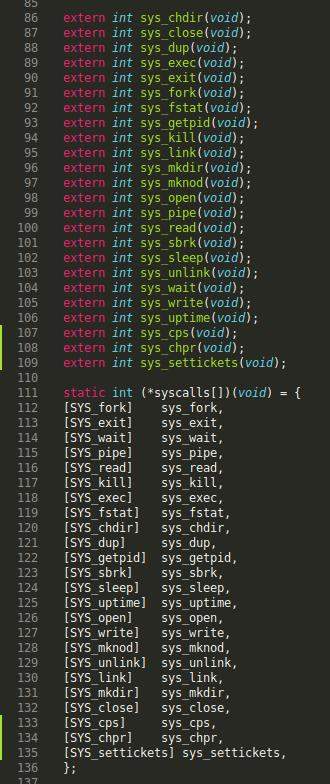 85
86 extern int sys_chdir(void);
87 extern int sys_close(void);
88 extern int sys_dup(void);
89 extern int sys_exec(void);
90 extern int sys_exit(void);
91 extern int sys_fork(void);
92 extern int sys_fstat(void);
93 extern int sys_getpid(void);
94 extern int sys_kill(void);
95 extern int sys_link(void);
96 extern int sys_mkdir(void);
97 extern int sys_mknod(void);
98 extern int sys_open(void);
99 extern int sys_pipe(void);
100 extern int sys_read(void);
101 extern int sys_sbrk(void);
102 extern int sys_sleep(void);
103 extern int sys_unlink(void);
104 extern int sys_wait(void);
105 extern int sys_write(void);
106 extern int sys_uptime(void);
107 extern int sys_cps(void);
108 extern int sys_chpr(void);
109 extern int sys_settickets(void);
110
111 static int (*syscalls[])(void) = {
112 [SYS_fork]    sys_fork,
113 [SYS_exit]    sys_exit,
114 [SYS_wait]    sys_wait,
115 [SYS_pipe]    sys_pipe,
116 [SYS_read]    sys_read,
117 [SYS_kill]    sys_kill,
118 [SYS_exec]    sys_exec,
119 [SYS_fstat]   sys_fstat,
120 [SYS_chdir]   sys_chdir,
121 [SYS_dup]     sys_dup,
122 [SYS_getpid]  sys_getpid,
123 [SYS_sbrk]    sys_sbrk,
124 [SYS_sleep]   sys_sleep,
125 [SYS_uptime]  sys_uptime,
126 [SYS_open]    sys_open,
127 [SYS_write]   sys_write,
128 [SYS_mknod]   sys_mknod,
129 [SYS_unlink]  sys_unlink,
130 [SYS_link]    sys_link,
131 [SYS_mkdir]   sys_mkdir,
132 [SYS_close]   sys_close,
133 [SYS_cps]     sys_cps,
134 [SYS_chpr]    sys_chpr,
135 [SYS_settickets] sys_settickets,
136 };
137